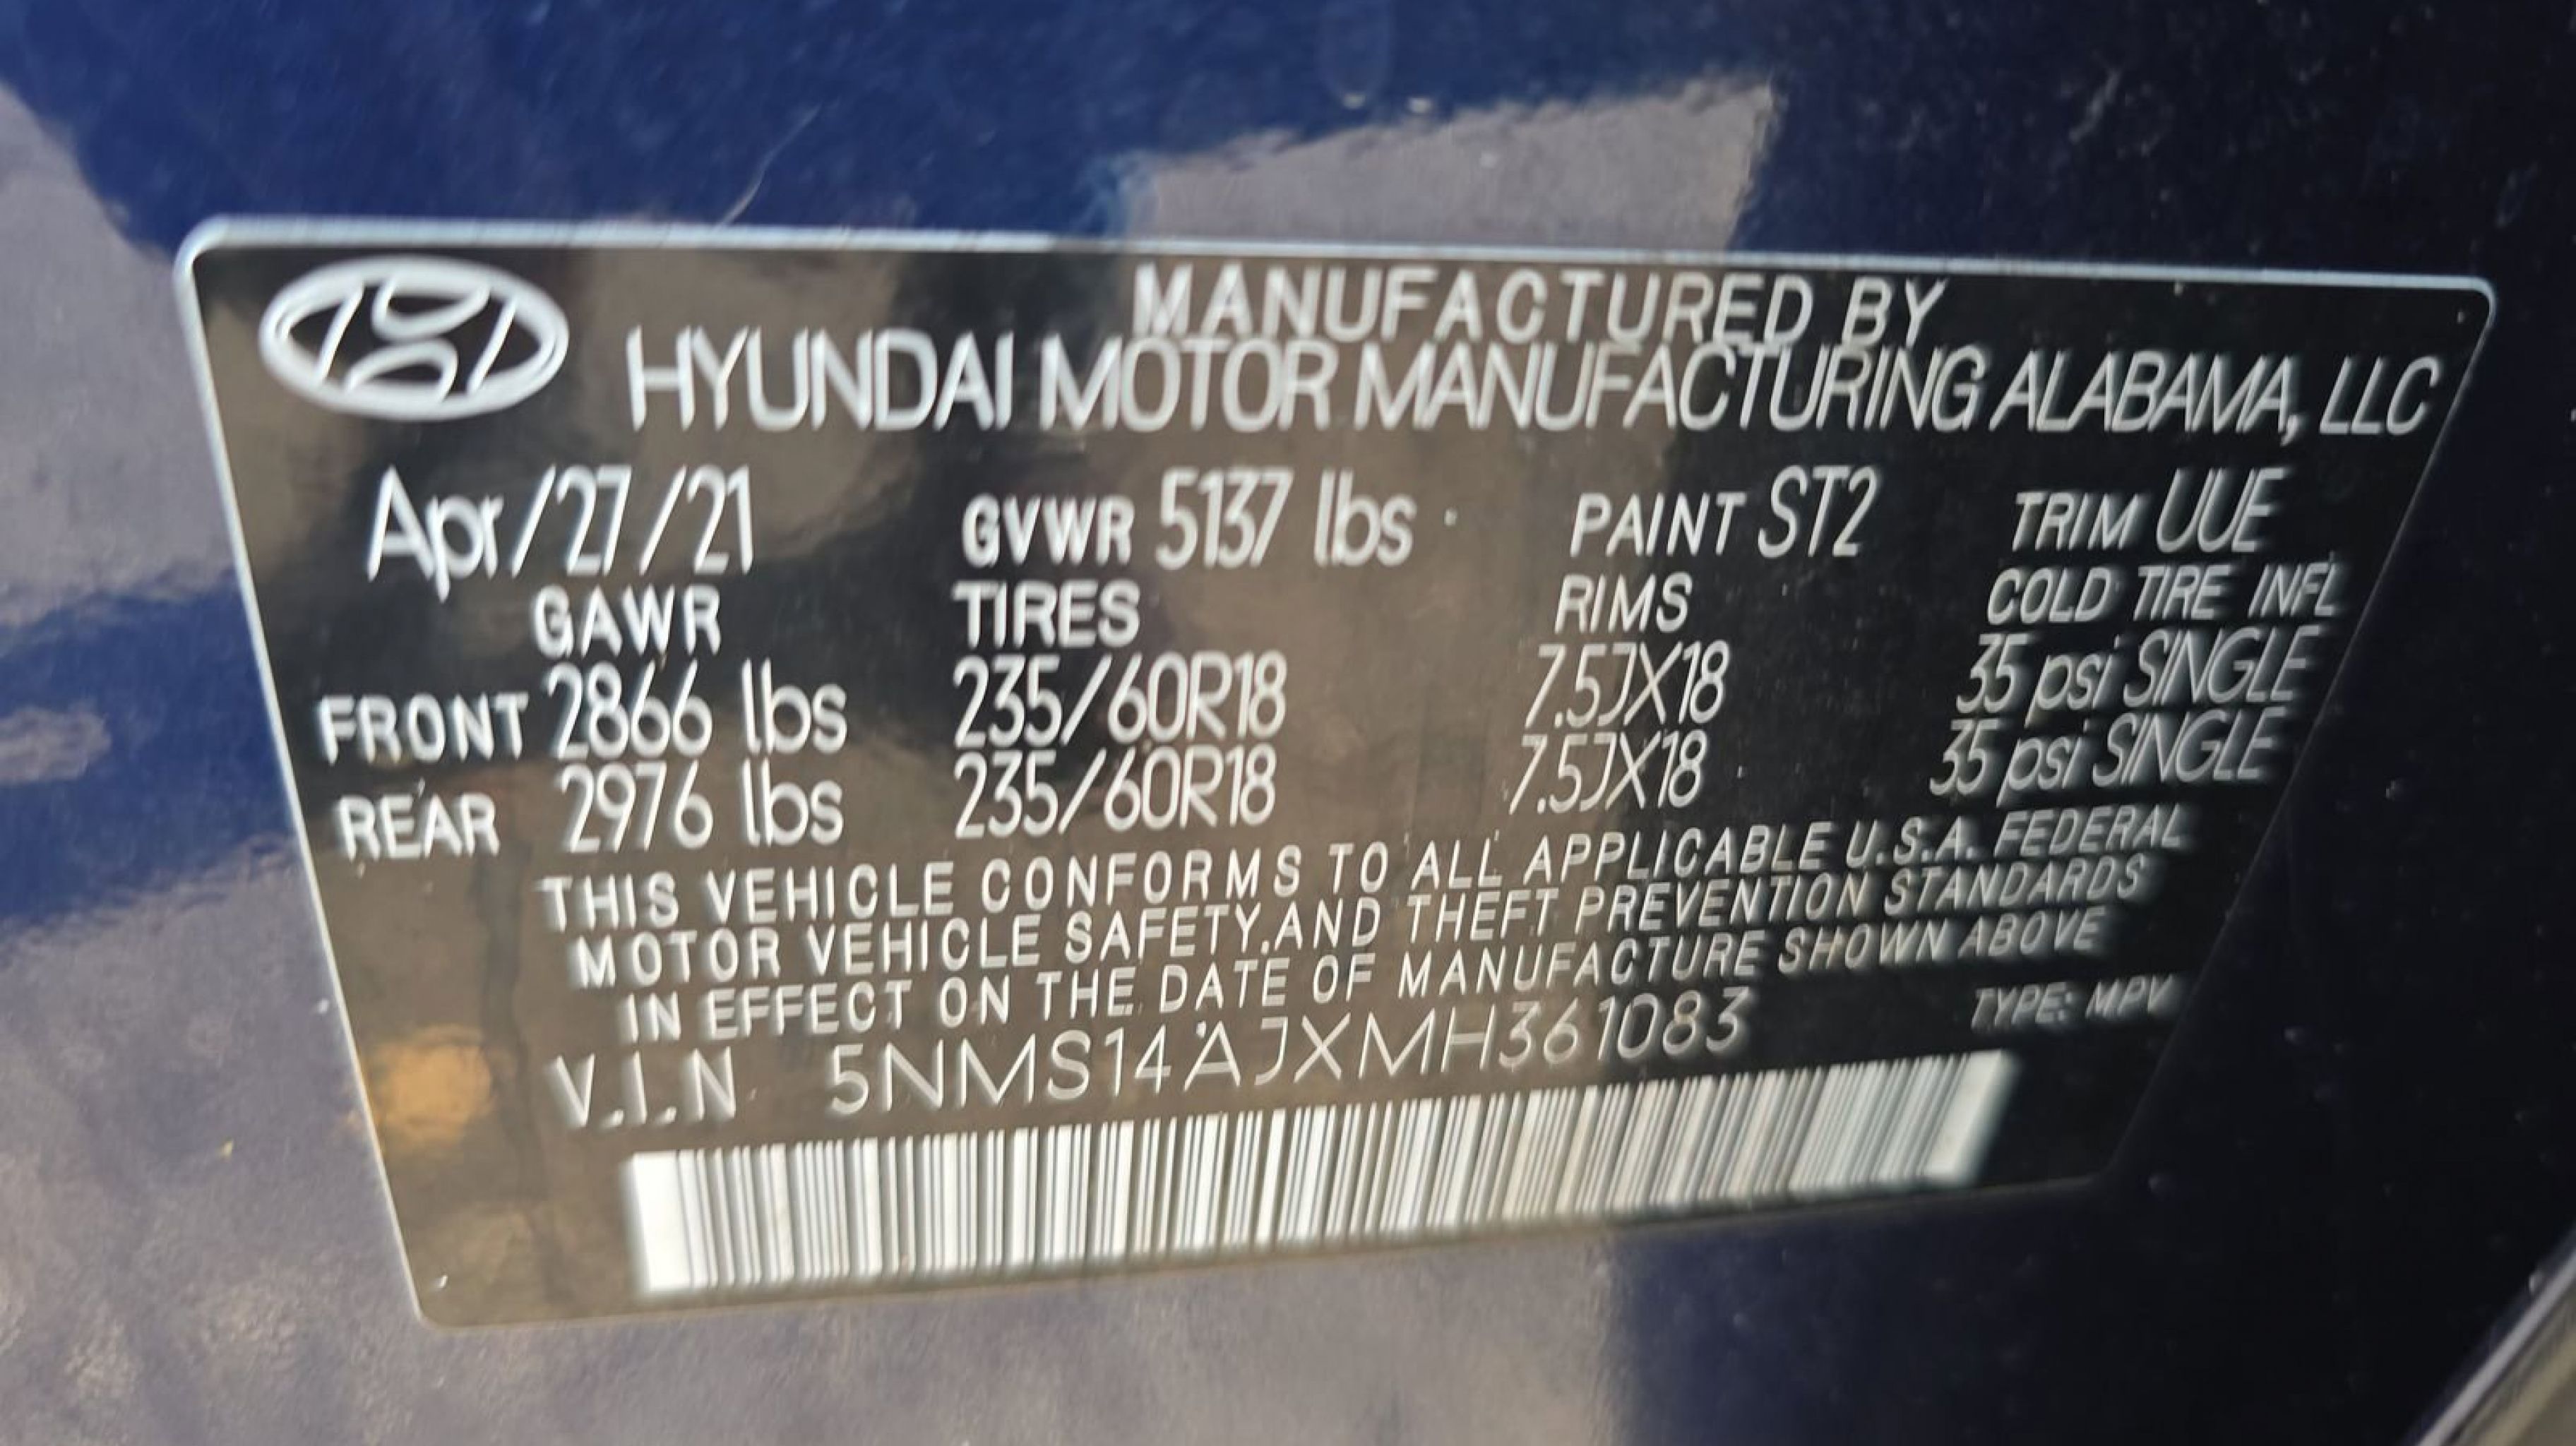 MANUFACTURED BY
HYUNDAI MOTOR MANUFACTURING ALABAMA, LLC
Apr/27/21 GVWR 5137 lbs PAINT ST2 TRIM UUE
GAWR TIRES RIMS COLD TIRE INFL
FRONT 2866 lbs 235/60R18 7.5JX18 35 psi SINGLE
REAR 2976 lbs 235/60R18 7.5JX18 35 psi SINGLE
THIS VEHICLE CONFORMS TO ALL APPLICABLE U.S.A. FEDERAL
MOTOR VEHICLE SAFETY.AND THEFT PREVENTION STANDARDS
IN EFFECT ON THE DATE OF MANUFACTURE SHOWN ABOVE
V.I.N 5NMS14AJXMH361083 TYPE: MPV